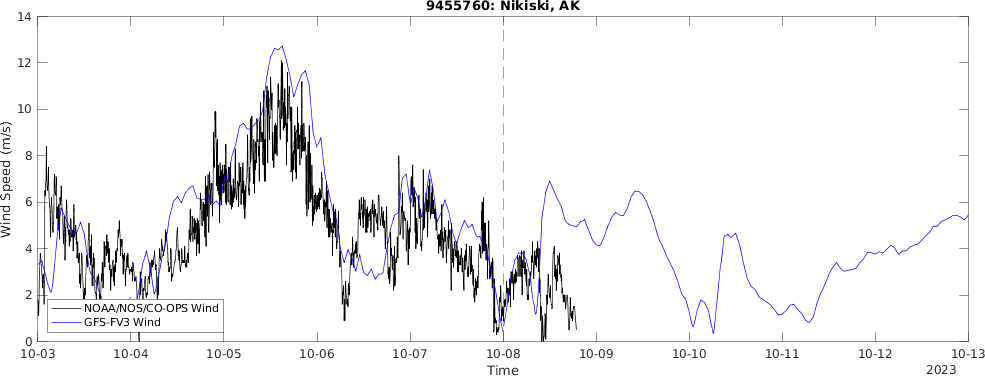 9455760: Nikiski, AK
14
12
10
8
6
4
2
0
Wind Speed (m/s)
NOAA/NOS/CO-OPS Wind
GFS-FV3 Wind
10-03 10-04 10-05 10-06 10-07 10-08 10-09 10-10 10-11 10-12 10-13
Time
2023